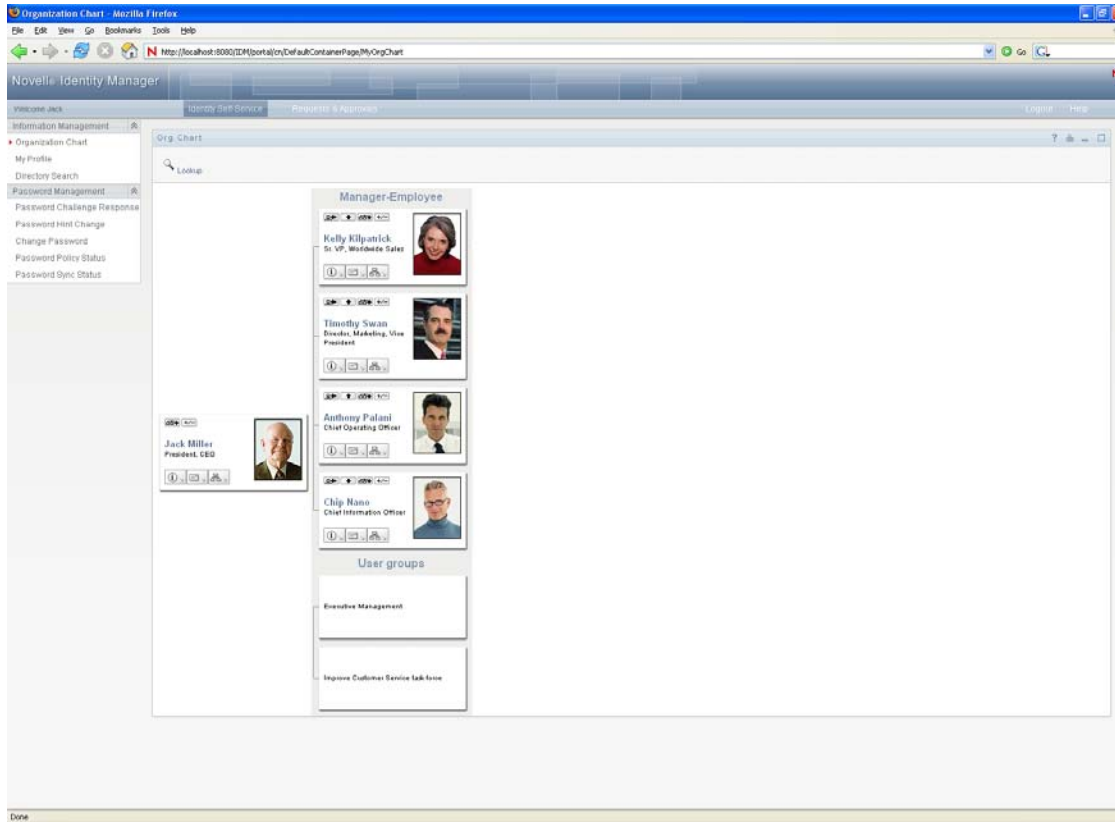 Organization Chart - Mozilla Firefox
File Edit View Go Bookmarks Tools Help
http://localhost:8080/IDM/portal/cn/DefaultContainerPage/MyOrgChart
Go
Novell® Identity Manager
Welcome Jack
Identity Self-Service
Requests & Approvals
Logout
Help
Information Management
Organization Chart
My Profile
Directory Search
Password Management
Password Challenge Response
Password Hint Change
Change Password
Password Policy Status
Password Sync Status
Org Chart
Lookup
Manager-Employee
Kelly Kilpatrick
Sr. VP, Worldwide Sales
Timothy Swan
Director, Marketing, Vice
President
Anthony Palani
Chief Operating Officer
Jack Miller
President, CEO
Chip Nano
Chief Information Officer
User groups
Executive Management
Improve Customer Service task force
Done